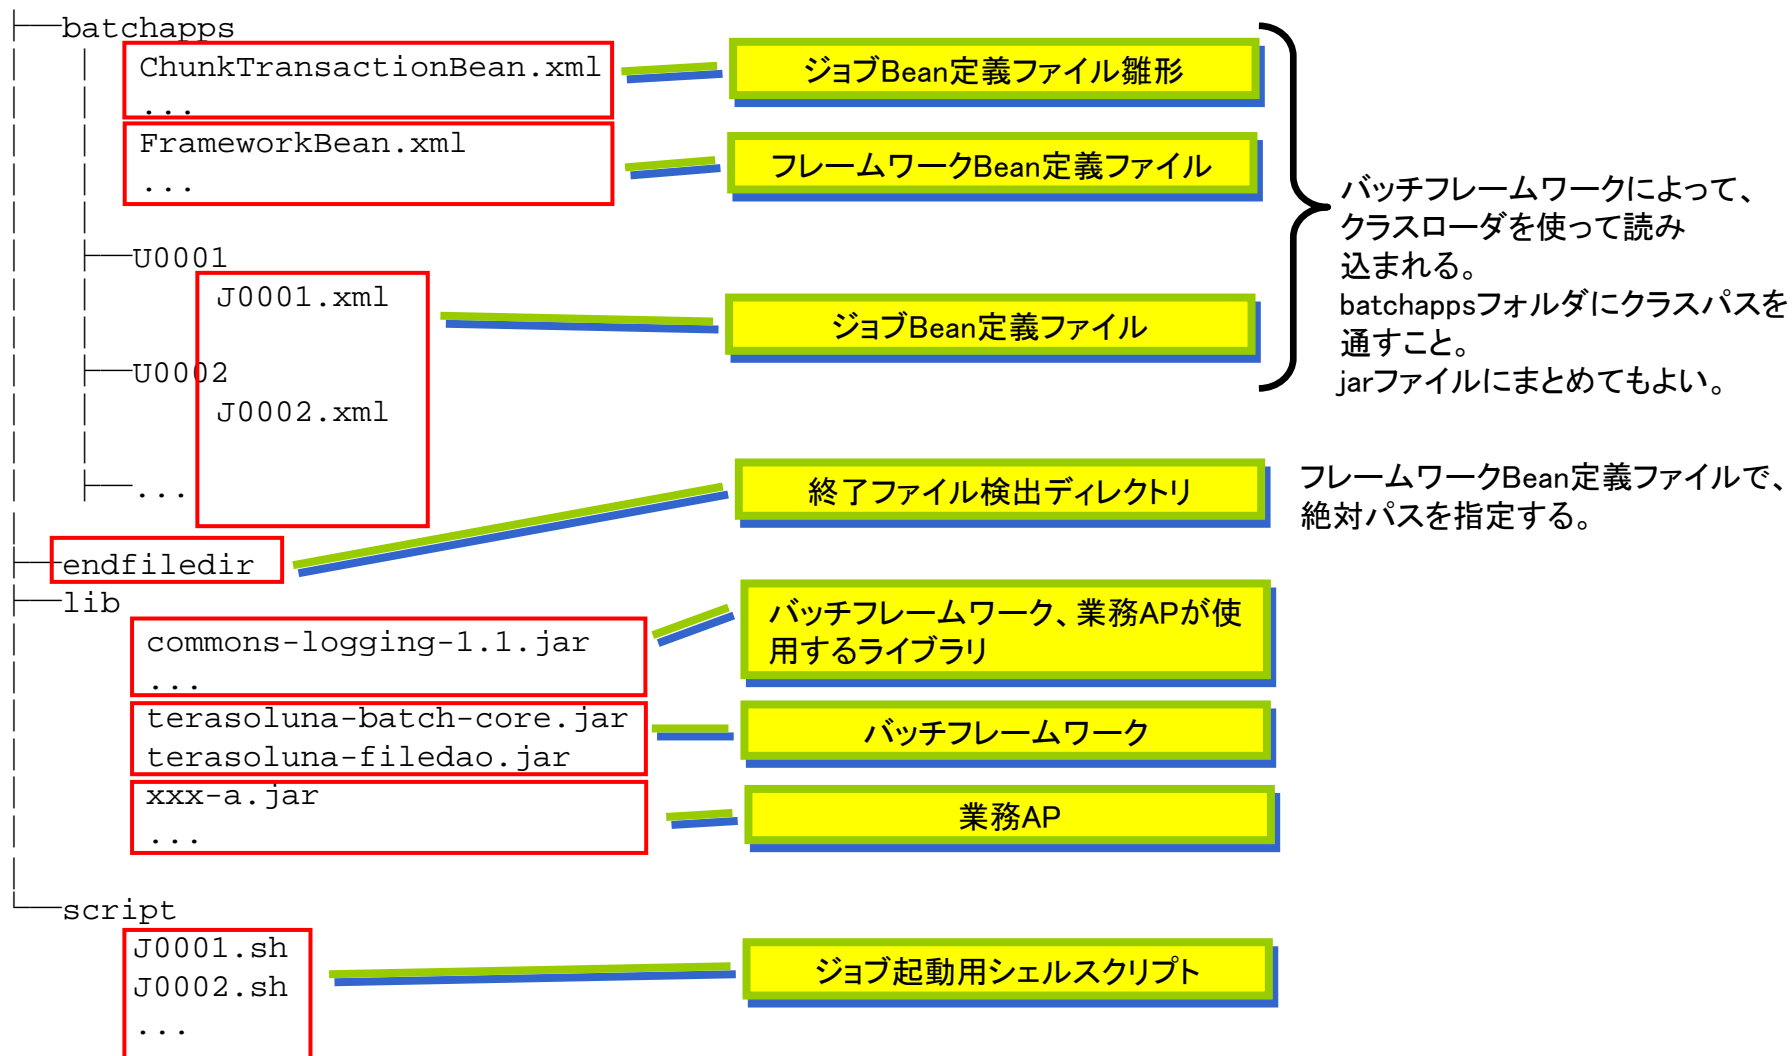 batchapps
ChunkTransactionBean.xml
...
ジョブBean定義ファイル雛形
FrameworkBean.xml
...
フレームワークBean定義ファイル
U0001
J0001.xml
ジョブBean定義ファイル
U0002
J0002.xml
...
バッチフレームワークによって、
クラスローダを使って読み
込まれる。
batchappsフォルダにクラスパスを
通すこと。
jarファイルにまとめてもよい。
endfiledir
終了ファイル検出ディレクトリ
フレームワークBean定義ファイルで、
絶対パスを指定する。
lib
commons-logging-1.1.jar
...
バッチフレームワーク、業務APが使
用するライブラリ
terasoluna-batch-core.jar
terasoluna-filedao.jar
バッチフレームワーク
xxx-a.jar
...
業務AP
script
J0001.sh
J0002.sh
...
ジョブ起動用シェルスクリプト